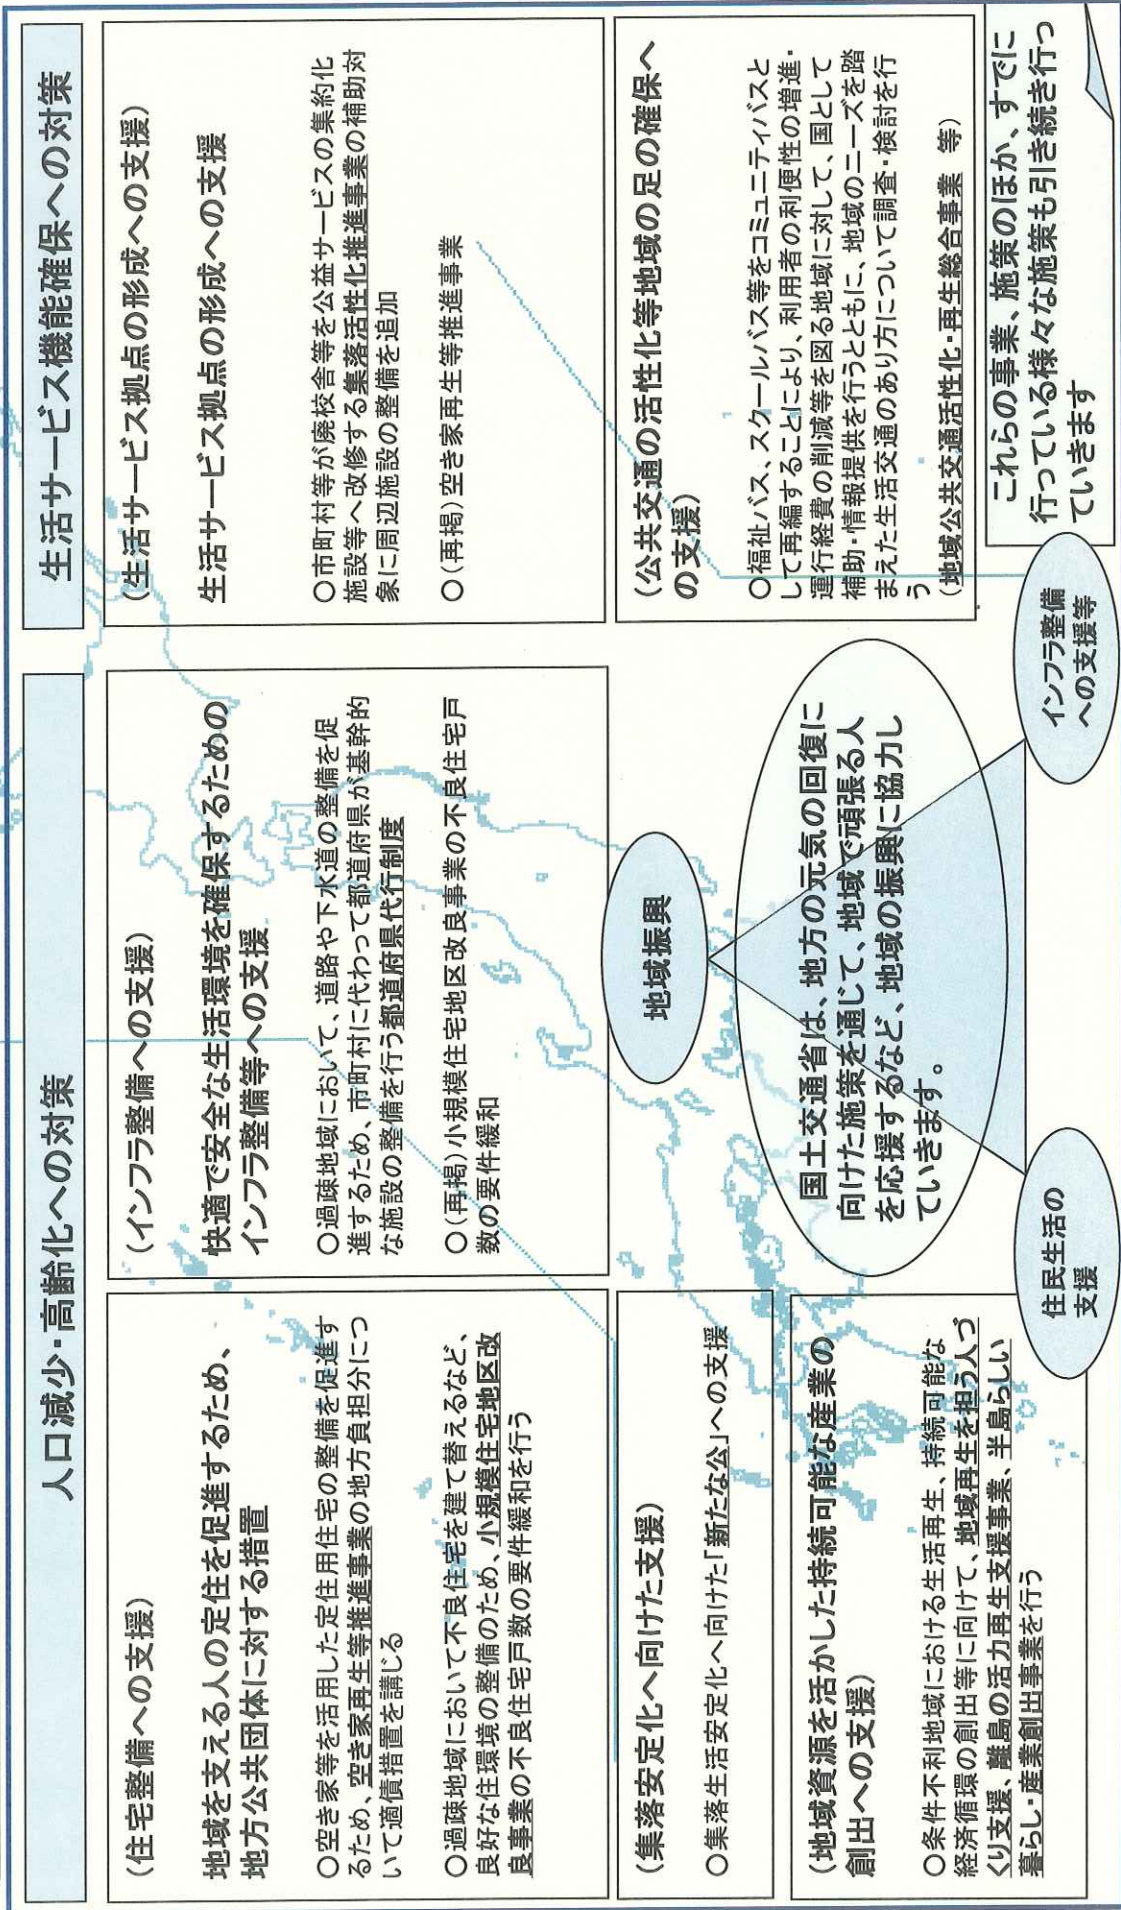 人口減少・高齢化への対策
（住宅整備への支援）
地域を支える人の定住を促進するため、
地方公共団体に対する措置
○空き家等を活用した定住用住宅の整備を促進す
るため、空き家再生等推進事業の地方負担分につ
いて適債措置を講じる
○過疎地域において不良住宅を建て替えるなど、
良好な住環境の整備のため、小規模住宅地区改
良事業の不良住宅戸数の要件緩和を行う
（インフラ整備への支援）
快適で安全な生活環境を確保するための
インフラ整備等への支援
○過疎地域において、道路や下水道の整備を促
進するため、市町村に代わって都道府県が基幹的
な施設の整備を行う都道府県代行制度
○(再掲)小規模住宅地区改良事業の不良住宅戸
数の要件緩和
（集落安定化へ向けた支援）
○集落生活安定化へ向けた「新たな公」への支援
（地域資源を活かした持続可能な産業の
創出への支援）
○条件不利地域における生活再生、持続可能な
経済循環の創出等に向けて、地域再生を担う人づ
くり支援、離島の活力再生支援事業、半島らしい
暮らし・産業創出事業を行う
生活サービス機能確保への対策
（生活サービス拠点の形成への支援）
生活サービス拠点の形成への支援
○市町村等が廃校舎等を公益サービスの集約化
施設等へ改修する集落活性化推進事業の補助対
象に周辺施設の整備を追加
○(再掲)空き家再生等推進事業
（公共交通の活性化等地域の足の確保へ
の支援）
○福祉バス、スクールバス等をコミュニティバスと
して再編することにより、利用者の利便性の増進・
運行経費の削減等を図る地域に対して、国として
補助・情報提供を行うとともに、地域のニーズを踏
まえた生活交通のあり方について調査・検討を行
う
（地域公共交通活性化・再生総合事業　等）
地域振興
国土交通省は、地方の元気の回復に
向けた施策を通じて、地域で頑張る人
を応援するなど、地域の振興に協力し
ていきます。
住民生活の
支援
インフラ整備
への支援等
これらの事業、施策のほか、すでに
行っている様々な施策も引き続き行っ
ていきます